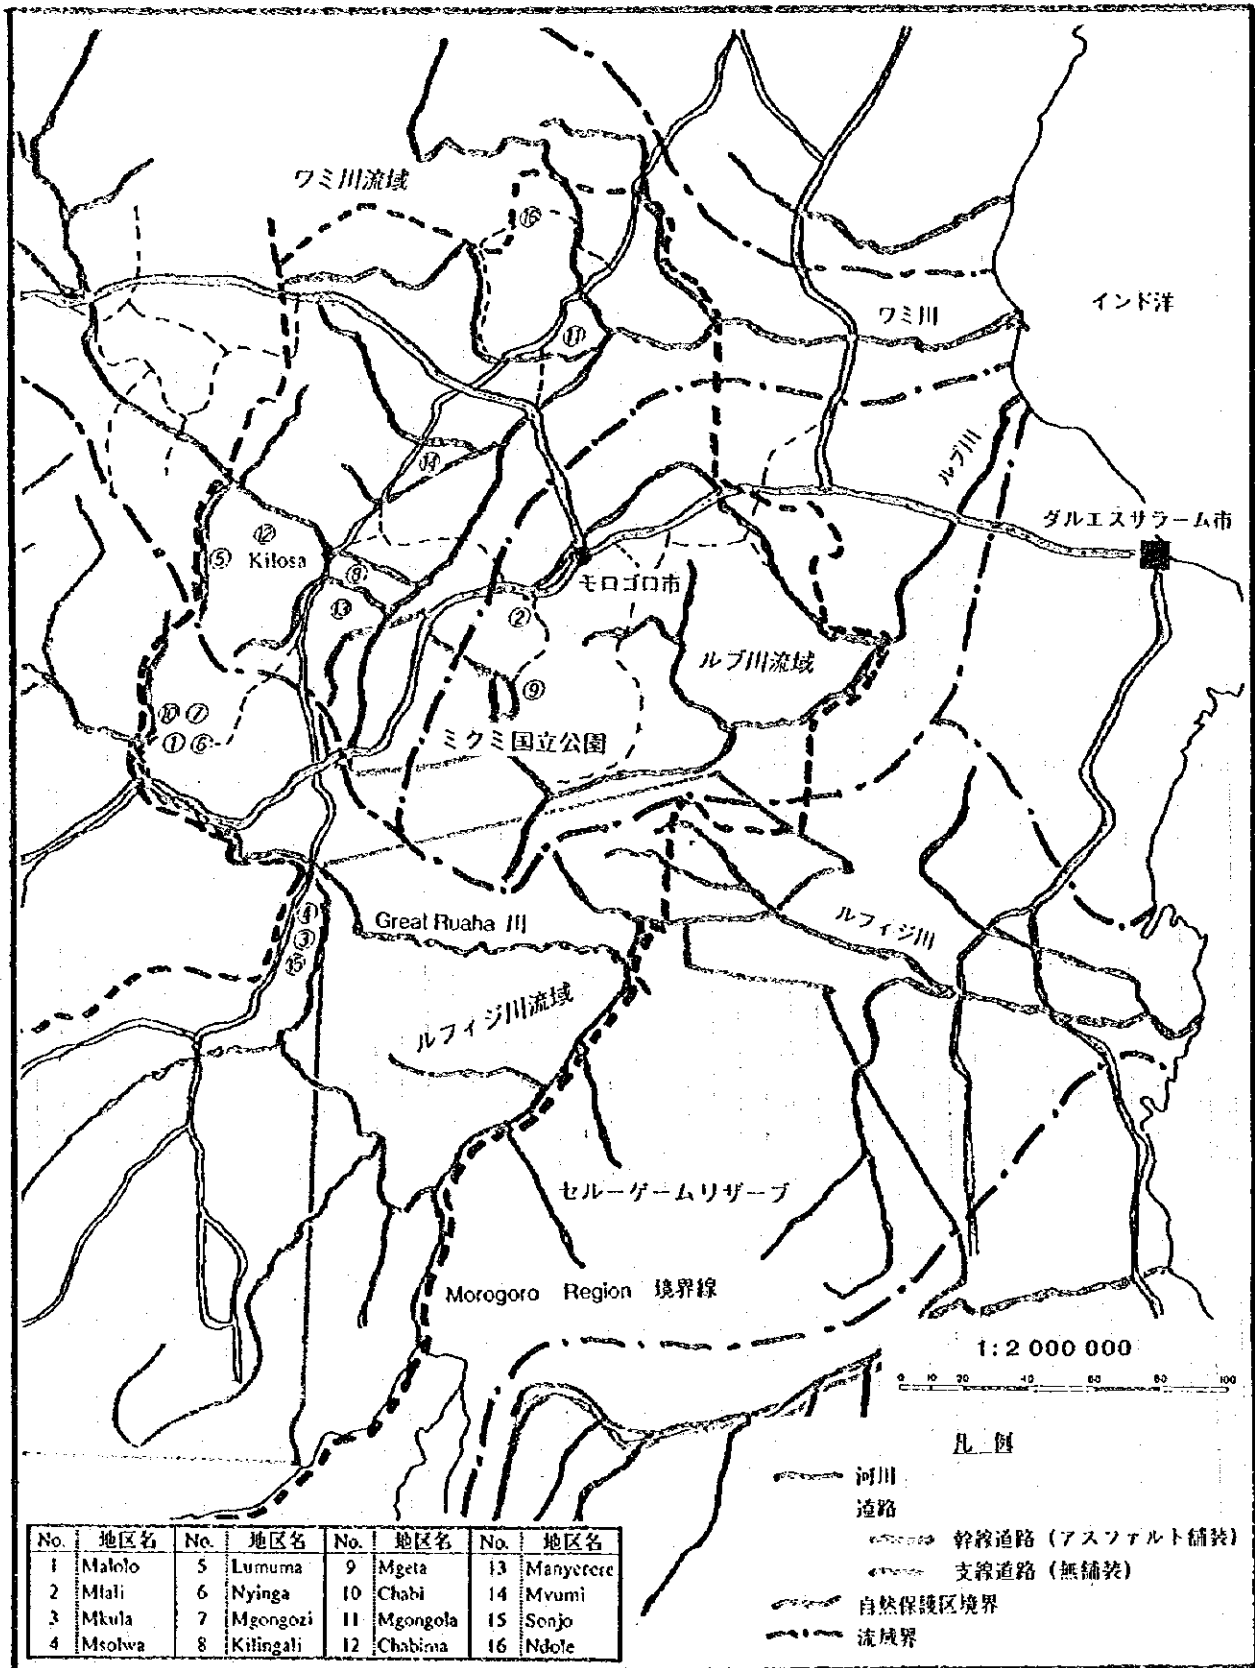 ワミ川流域
⑯
インド洋
ワミ川
⑪
ルブ川
⑭
ダルエスサラーム市
⑫
⑤ Kilosa
⑧
モロゴロ市
⑬
②
ルブ川流域
⑨
⑩ ⑦
① ⑥
ミクミ国立公園
④
Great Ruaha 川
ルフィジ川
③
⑮
ルフィジ川流域
セルーゲームリザーブ
Morogoro Region 境界線
1:2 000 000
0 10 20 40 60 80 100
凡 例
河川
道路
幹線道路 (アスファルト舗装)
支線道路 (無舗装)
自然保護区境界
流域界
No. 地区名 No. 地区名 No. 地区名 No. 地区名
1 Malolo 5 Lumuma 9 Mgeta 13 Manyerere
2 Mlali 6 Nyinga 10 Chabi 14 Mvumi
3 Mkula 7 Mgongozi 11 Mgongola 15 Sonjo
4 Msolwa 8 Kilingali 12 Chabima 16 Ndole